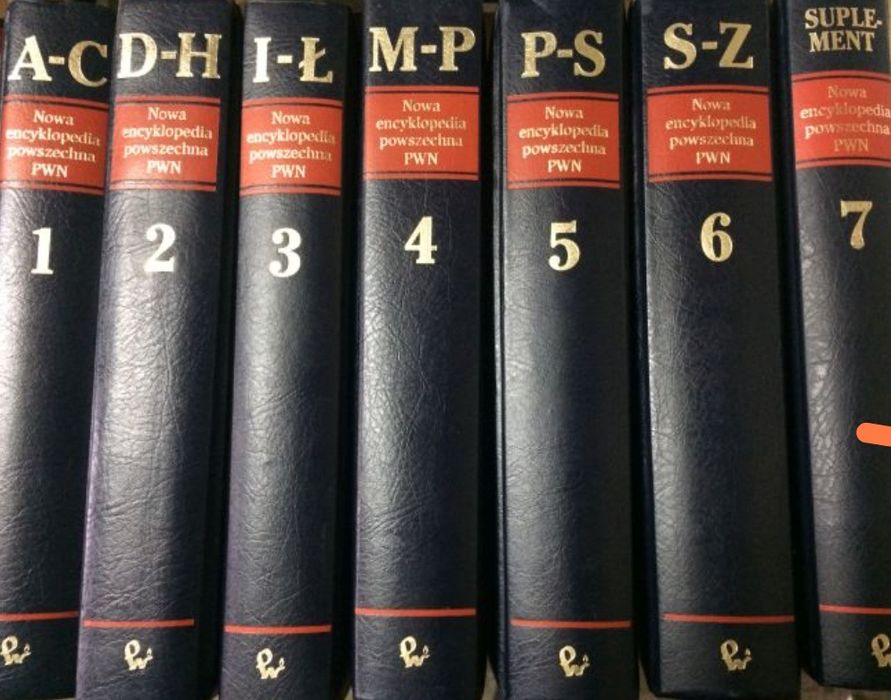 A-C
Nowa
encyklopedia
powszechna
PWN
1
D-H
Nowa
encyklopedia
powszechna
PWN
2
I-Ł
Nowa
encyklopedia
powszechna
PWN
3
M-P
Nowa
encyklopedia
powszechna
PWN
4
P-S
Nowa
encyklopedia
powszechna
PWN
5
S-Z
Nowa
encyklopedia
powszechna
PWN
6
SUPLE-
MENT
Nowa
encyklopedia
powszechna
PWN
7